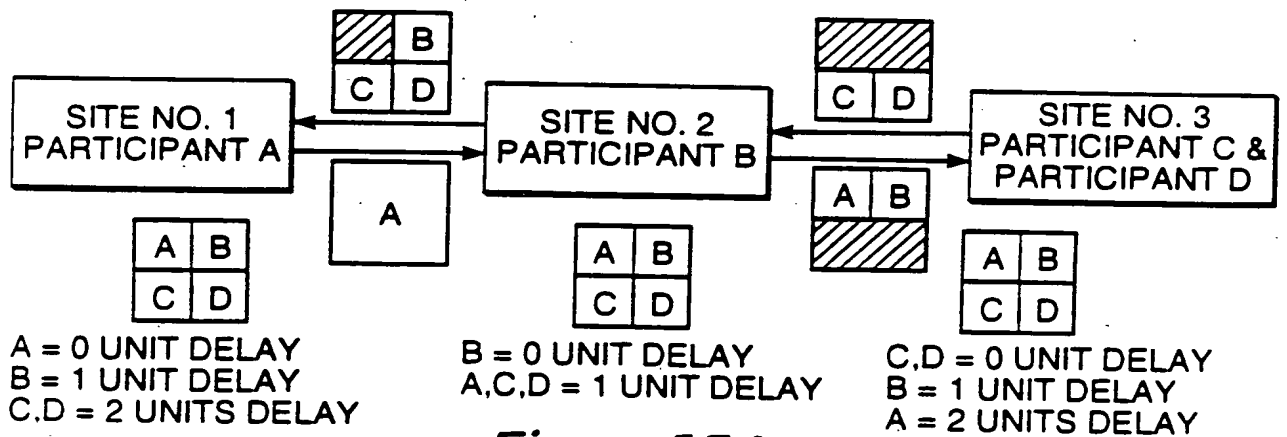 B
C D
C D
SITE NO. 1
PARTICIPANT A
SITE NO. 2
PARTICIPANT B
SITE NO. 3
PARTICIPANT C &
PARTICIPANT D
A
A B
A B
C D
A B
C D
A B
C D
A = 0 UNIT DELAY
B = 1 UNIT DELAY
C,D = 2 UNITS DELAY
B = 0 UNIT DELAY
A,C,D = 1 UNIT DELAY
C,D = 0 UNIT DELAY
B = 1 UNIT DELAY
A = 2 UNITS DELAY